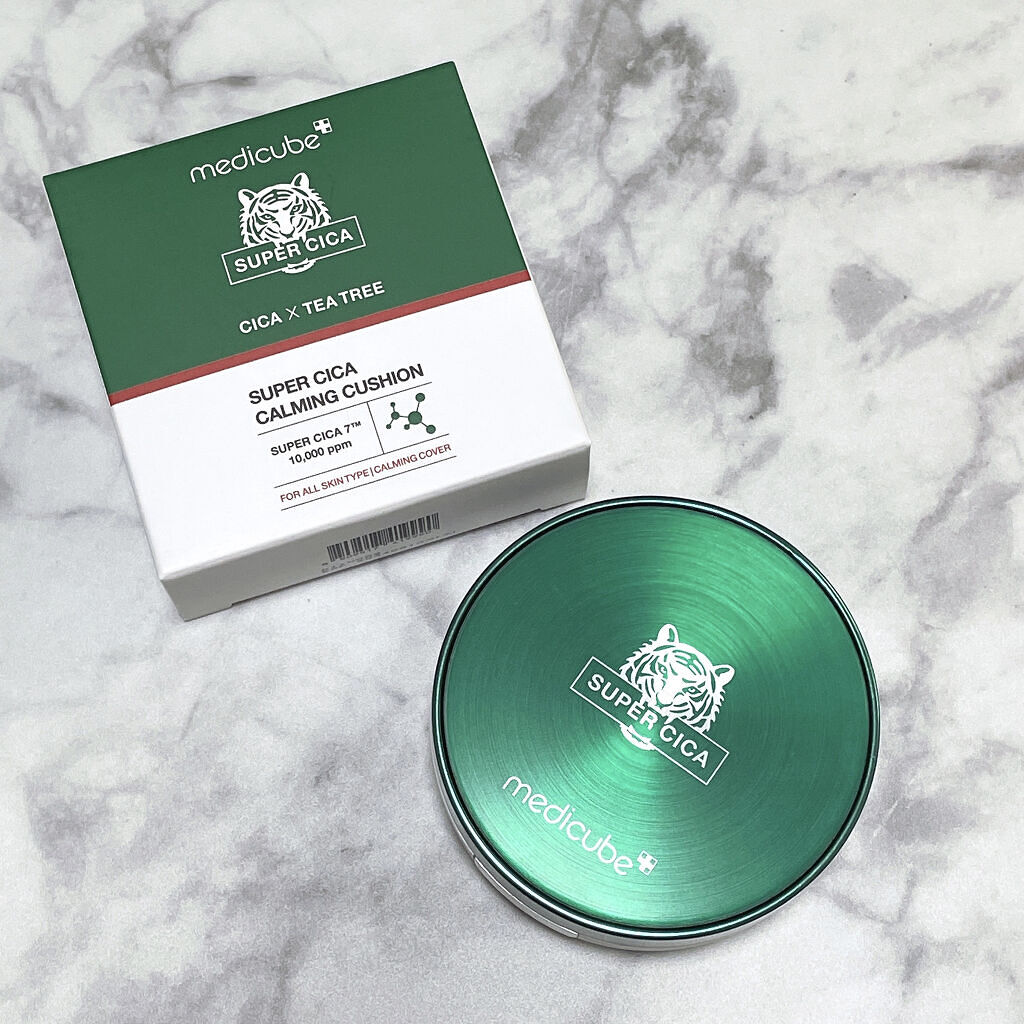 medicube
SUPER CICA
CICA X TEA TREE
SUPER CICA
CALMING CUSHION
SUPER CICA 7™
10,000 ppm
FOR ALL SKIN TYPE | CALMING COVER
SUPER CICA
medicube